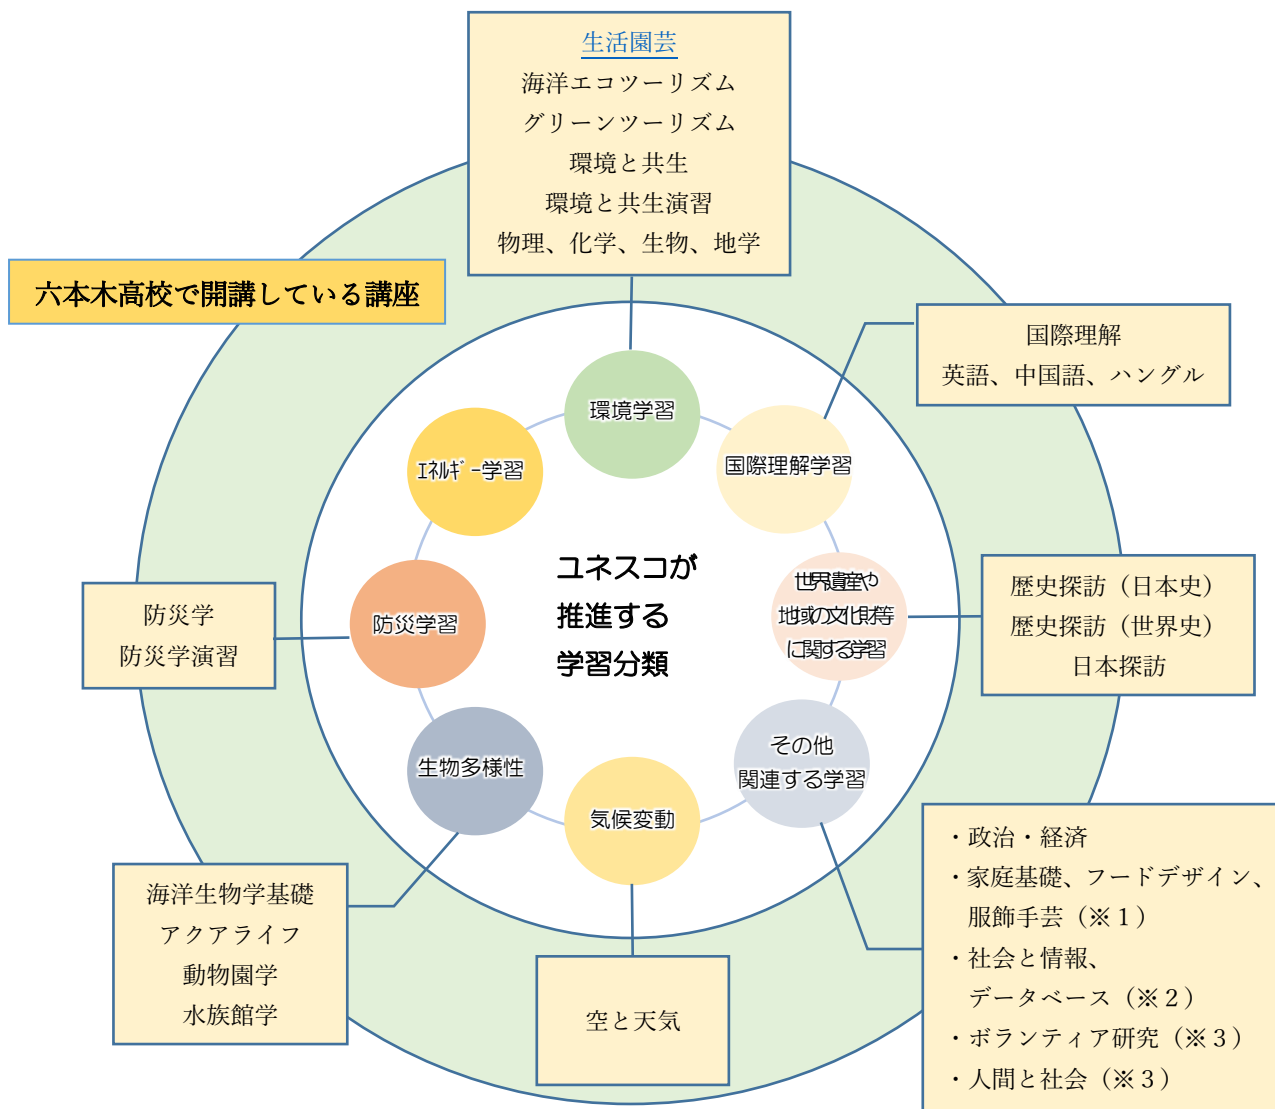 生活園芸
海洋エコツーリズム
グリーンツーリズム
環境と共生
環境と共生演習
物理、化学、生物、地学
六本木高校で開講している講座
国際理解
英語、中国語、ハングル
環境学習
ｴﾈﾙｷﾞｰ学習
国際理解学習
ユネスコが
推進する
学習分類
世界遺産や
地域の文化財等
に関する学習
歴史探訪（日本史）
歴史探訪（世界史）
日本探訪
防災学
防災学演習
防災学習
生物多様性
気候変動
その他
関連する学習
海洋生物学基礎
アクアライフ
動物園学
水族館学
空と天気
・政治・経済
・家庭基礎、フードデザイン、
服飾手芸（※１）
・社会と情報、
データベース（※２）
・ボランティア研究（※３）
・人間と社会（※３）